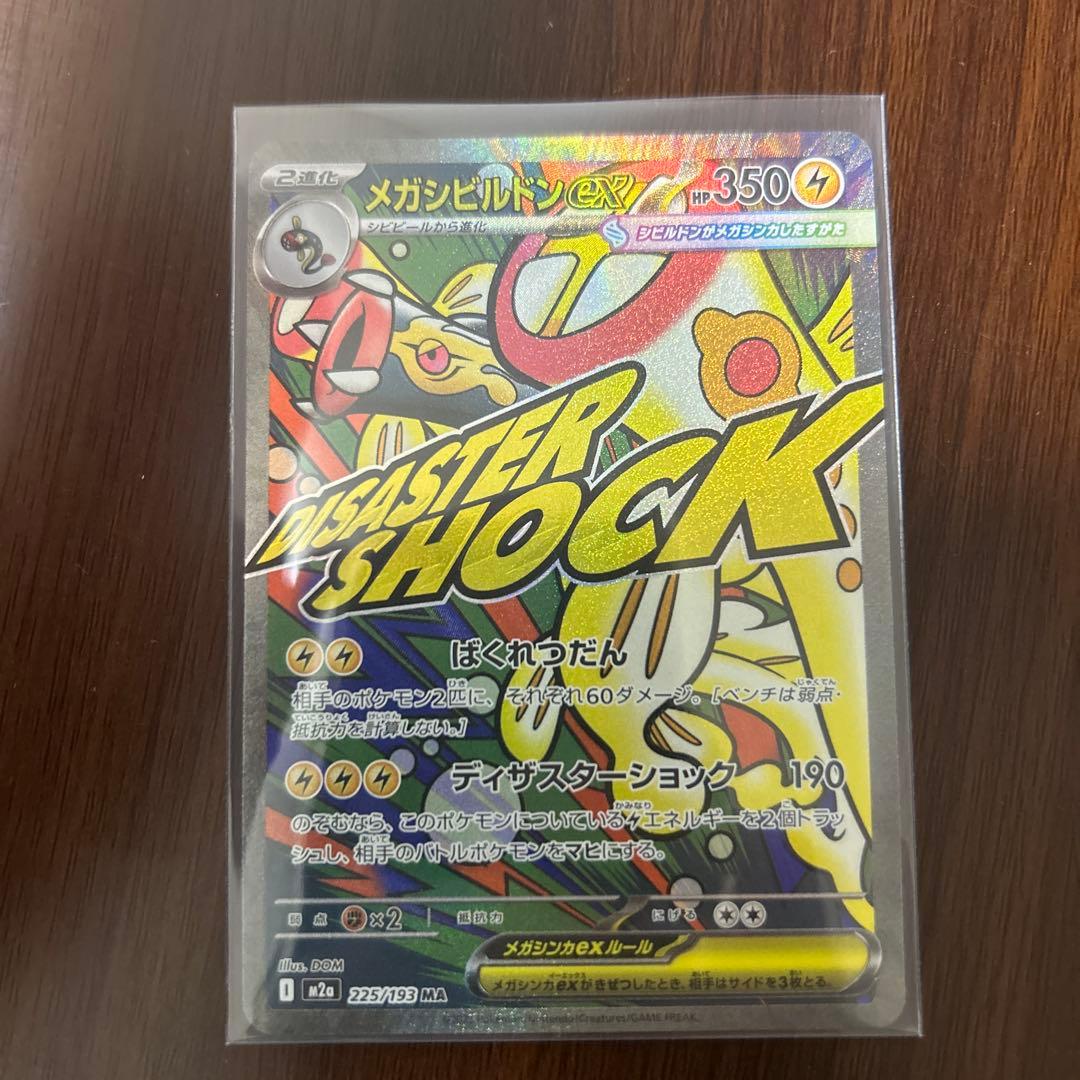 2進化
メガシビルドンex
HP350
シビビールから進化
シビルドンがメガシンカしたすがた
DISASTER
SHOCK
ばくれつだん
相手のポケモン2匹に、それぞれ60ダメージ。[ベンチは弱点・
抵抗力を計算しない。]
ディザスターショック 190
のぞむなら、このポケモンについているエネルギーを2個トラッ
シュし、相手のバトルポケモンをマヒにする。
弱点 ×2 抵抗力 にげる
メガシンカexルール
メガシンカexがきぜつしたとき、相手はサイドを3枚とる。
Illus. DOM
I m2a 225/193 MA
Pokémon/Nintendo/Creatures/GAME FREAK.